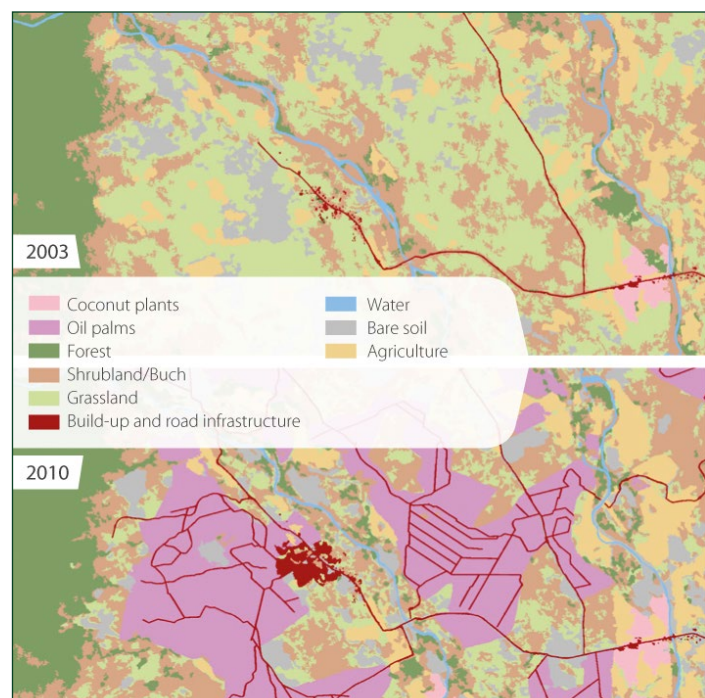 2003
Coconut plants
Oil palms
Forest
Shrubland/Buch
Grassland
Build-up and road infrastructure
Water
Bare soil
Agriculture
2010